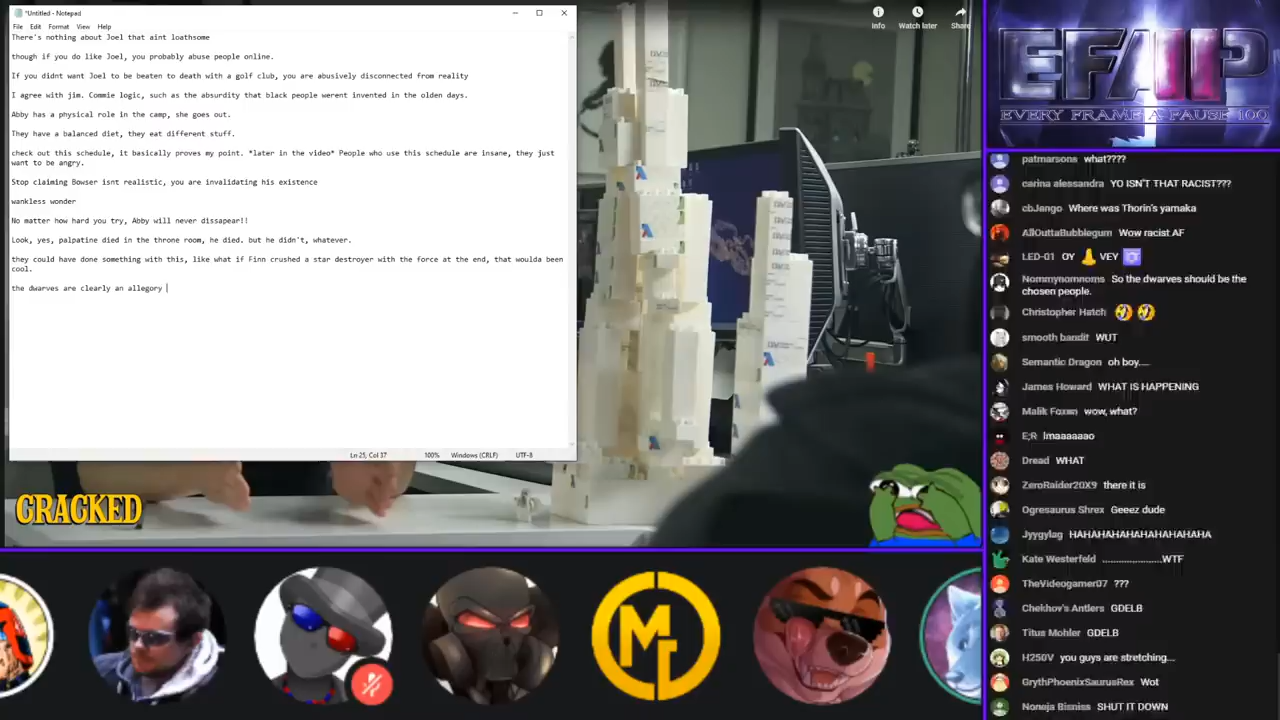 *Untitled - Notepad
File Edit Format View Help
There's nothing about Joel that aint loathsome
though if you do like Joel, you probably abuse people online.
If you didnt want Joel to be beaten to death with a golf club, you are abusively disconnected from reality
I agree with jim. Commie logic, such as the absurdity that black people werent invented in the olden days.
Abby has a physical role in the camp, she goes out.
They have a balanced diet, they eat different stuff.
check out this schedule, it basically proves my point. *later in the video* People who use this schedule are insane, they just
want to be angry.
Stop claiming Bowser isnt realistic, you are invalidating his existence
wankless wonder
No matter how hard you try, Abby will never dissapear!!
Look, yes, palpatine died in the throne room, he died. but he didn't, whatever.
they could have done something with this, like what if Finn crushed a star destroyer with the force at the end, that woulda been
cool.
the dwarves are clearly an allegory
Ln 25, Col 37
100%
Windows (CRLF)
UTF-8
Info
Watch later
Share
CRACKED
EFAP
EVERY FRAME A PAUSE 100
patmarsons what????
carina alessandra YO ISN'T THAT RACIST???
cbJango Where was Thorin's yamaka
AllOuttaBubblegum Wow racist AF
LED-01 OY 👃 VEY
Nommynomnoms So the dwarves should be the
chosen people.
Christopher Hatch 🤣 🤣
smooth bandit WUT
Semantic Dragon oh boy.....
James Howard WHAT IS HAPPENING
Malik Foxen wow, what?
E;R lmaaaaaao
Dread WHAT
ZeroRaider20X9 there it is
Ogresaurus Shrex Geeez dude
Jyygylag HAHAHAHAHAHAHAHAHA
Kate Westerfeld ......................WTF
TheVideogamer07 ???
Chekhov's Antlers GDELB
Titus Mohler GDELB
H250V you guys are stretching...
GrythPhoenixSaurusRex Wot
Noneja Bisniss SHUT IT DOWN